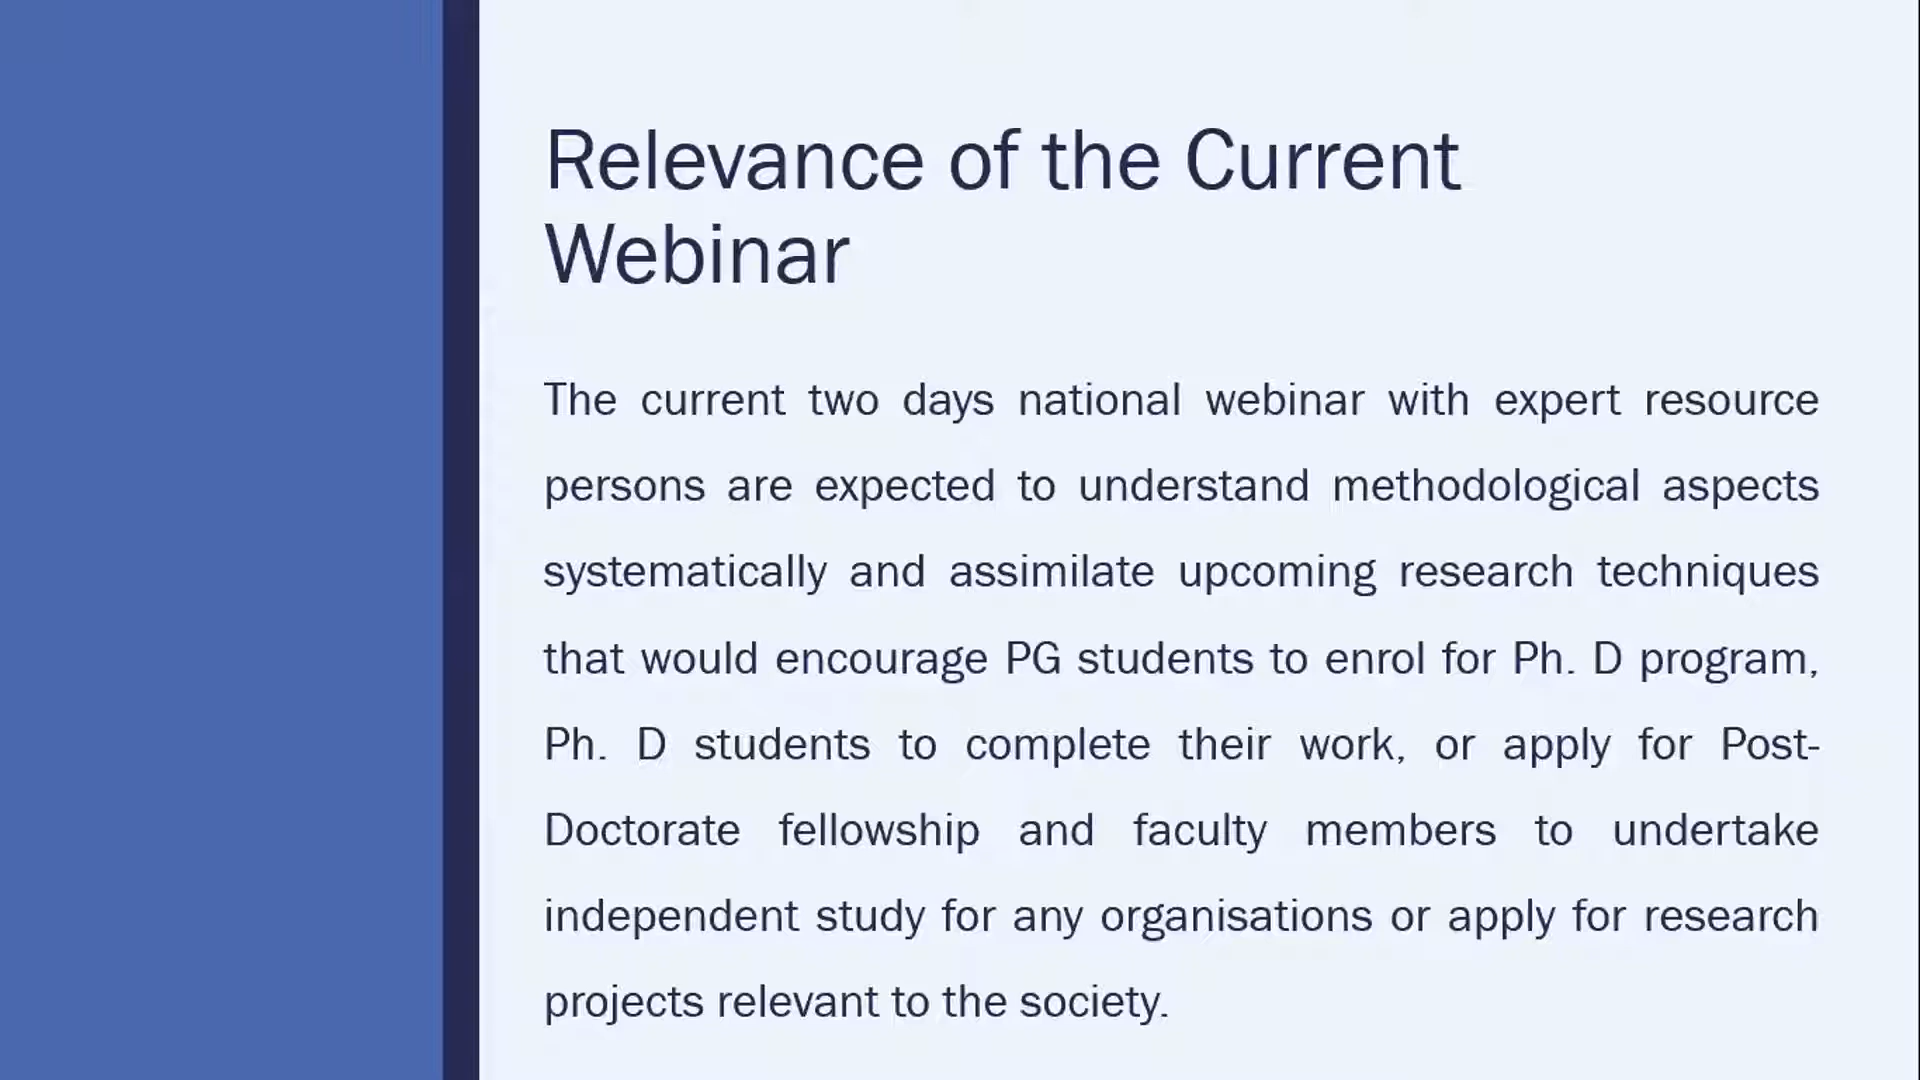 Relevance of the Current
Webinar
The current two days national webinar with expert resource
persons are expected to understand methodological aspects
systematically and assimilate upcoming research techniques
that would encourage PG students to enrol for Ph. D program,
Ph. D students to complete their work, or apply for Post-
Doctorate fellowship and faculty members to undertake
independent study for any organisations or apply for research
projects relevant to the society.